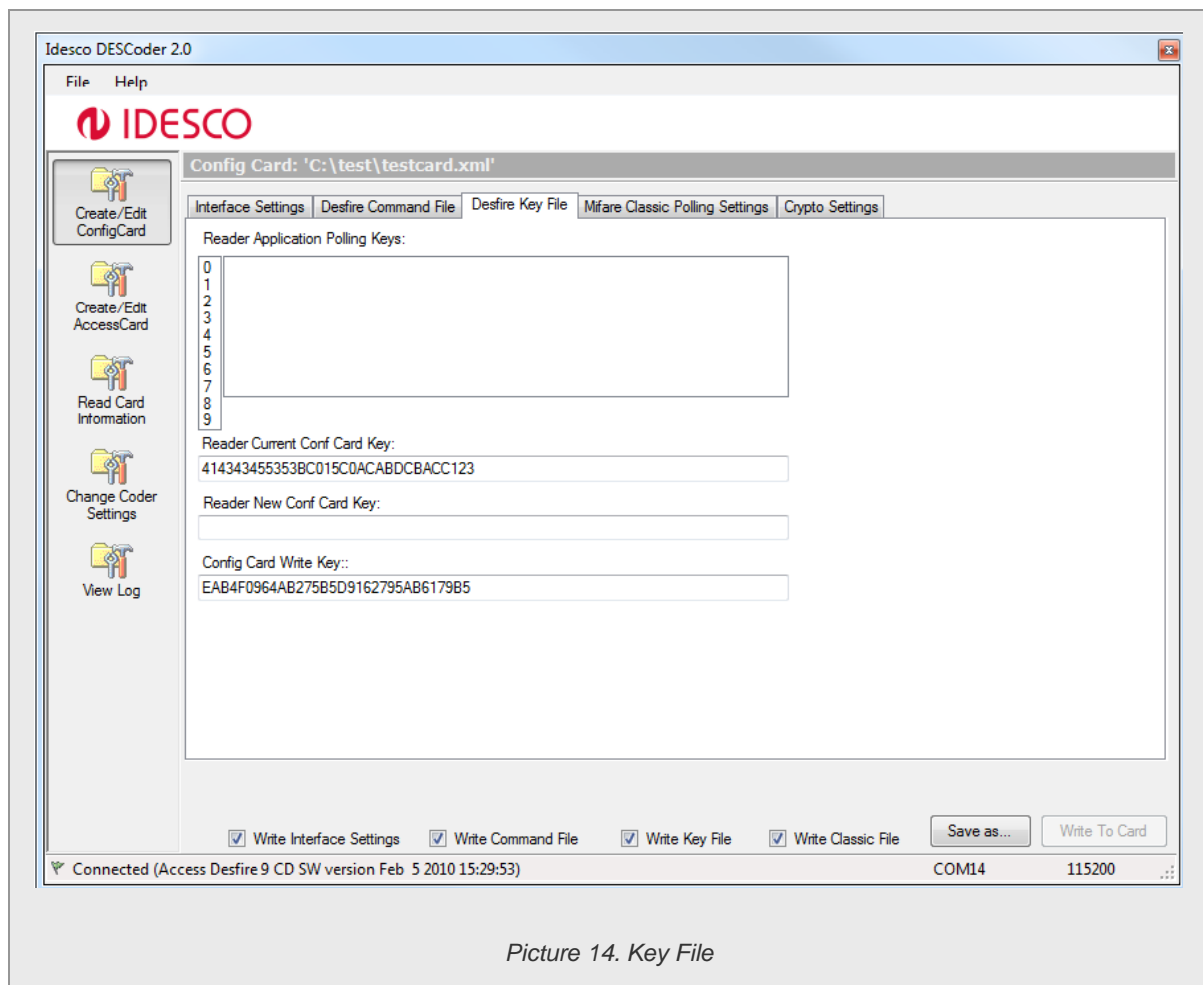 Idesco DESCoder 2.0
File Help
IDESCO
Config Card: 'C:\test\testcard.xml'
Create/Edit
ConfigCard
Create/Edit
AccessCard
Read Card
Information
Change Coder
Settings
View Log
Interface Settings Desfire Command File Desfire Key File Mifare Classic Polling Settings Crypto Settings
Reader Application Polling Keys:
0
1
2
3
4
5
6
7
8
9
Reader Current Conf Card Key:
414343455353BC015C0ACABDCBACC123
Reader New Conf Card Key:
Config Card Write Key::
EAB4F0964AB275B5D9162795AB6179B5
Write Interface Settings Write Command File Write Key File Write Classic File Save as... Write To Card
Connected (Access Desfire 9 CD SW version Feb 5 2010 15:29:53) COM14 115200
Picture 14. Key File